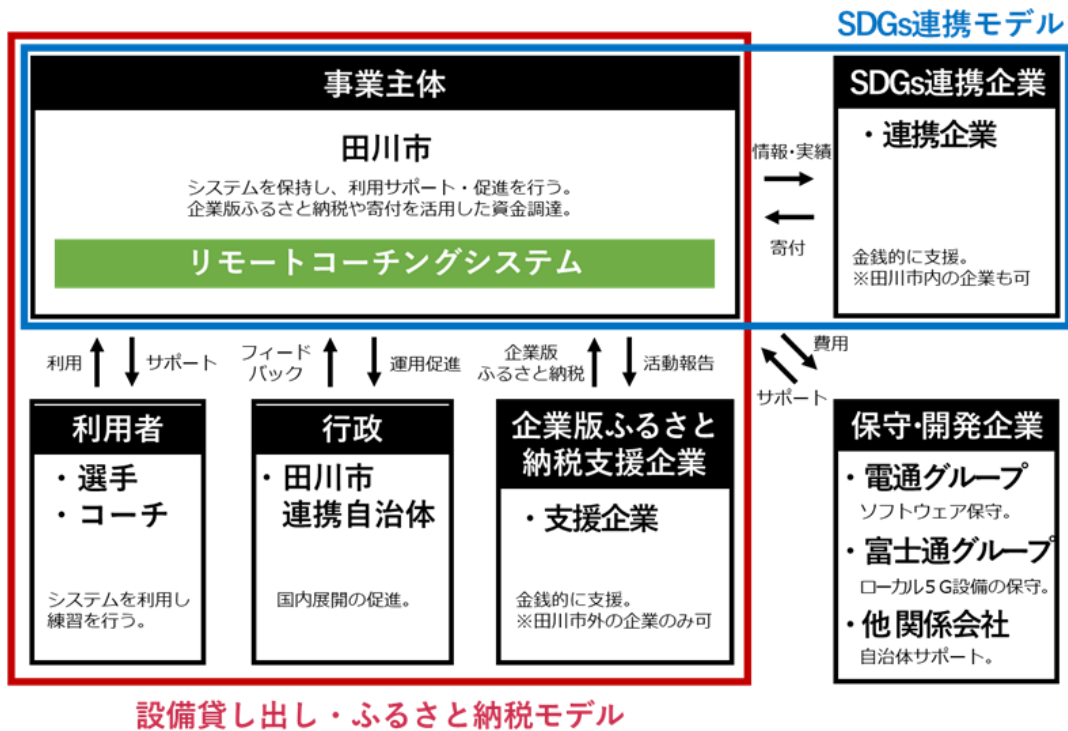 SDGs連携モデル
事業主体
田川市
システムを保持し、利用サポート・促進を行う。
企業版ふるさと納税や寄付を活用した資金調達。
リモートコーチングシステム
情報・実績
寄付
SDGs連携企業
・連携企業
金銭的に支援。
※田川市内の企業も可
利用
サポート
フィード
バック
運用促進
企業版
ふるさと納税
活動報告
費用
サポート
利用者
・選手
・コーチ
システムを利用し
練習を行う。
行政
・田川市
連携自治体
国内展開の促進。
企業版ふるさと
納税支援企業
・支援企業
金銭的に支援。
※田川市外の企業のみ可
保守・開発企業
・電通グループ
ソフトウェア保守。
・富士通グループ
ローカル5G設備の保守。
・他関係会社
自治体サポート。
設備貸し出し・ふるさと納税モデル